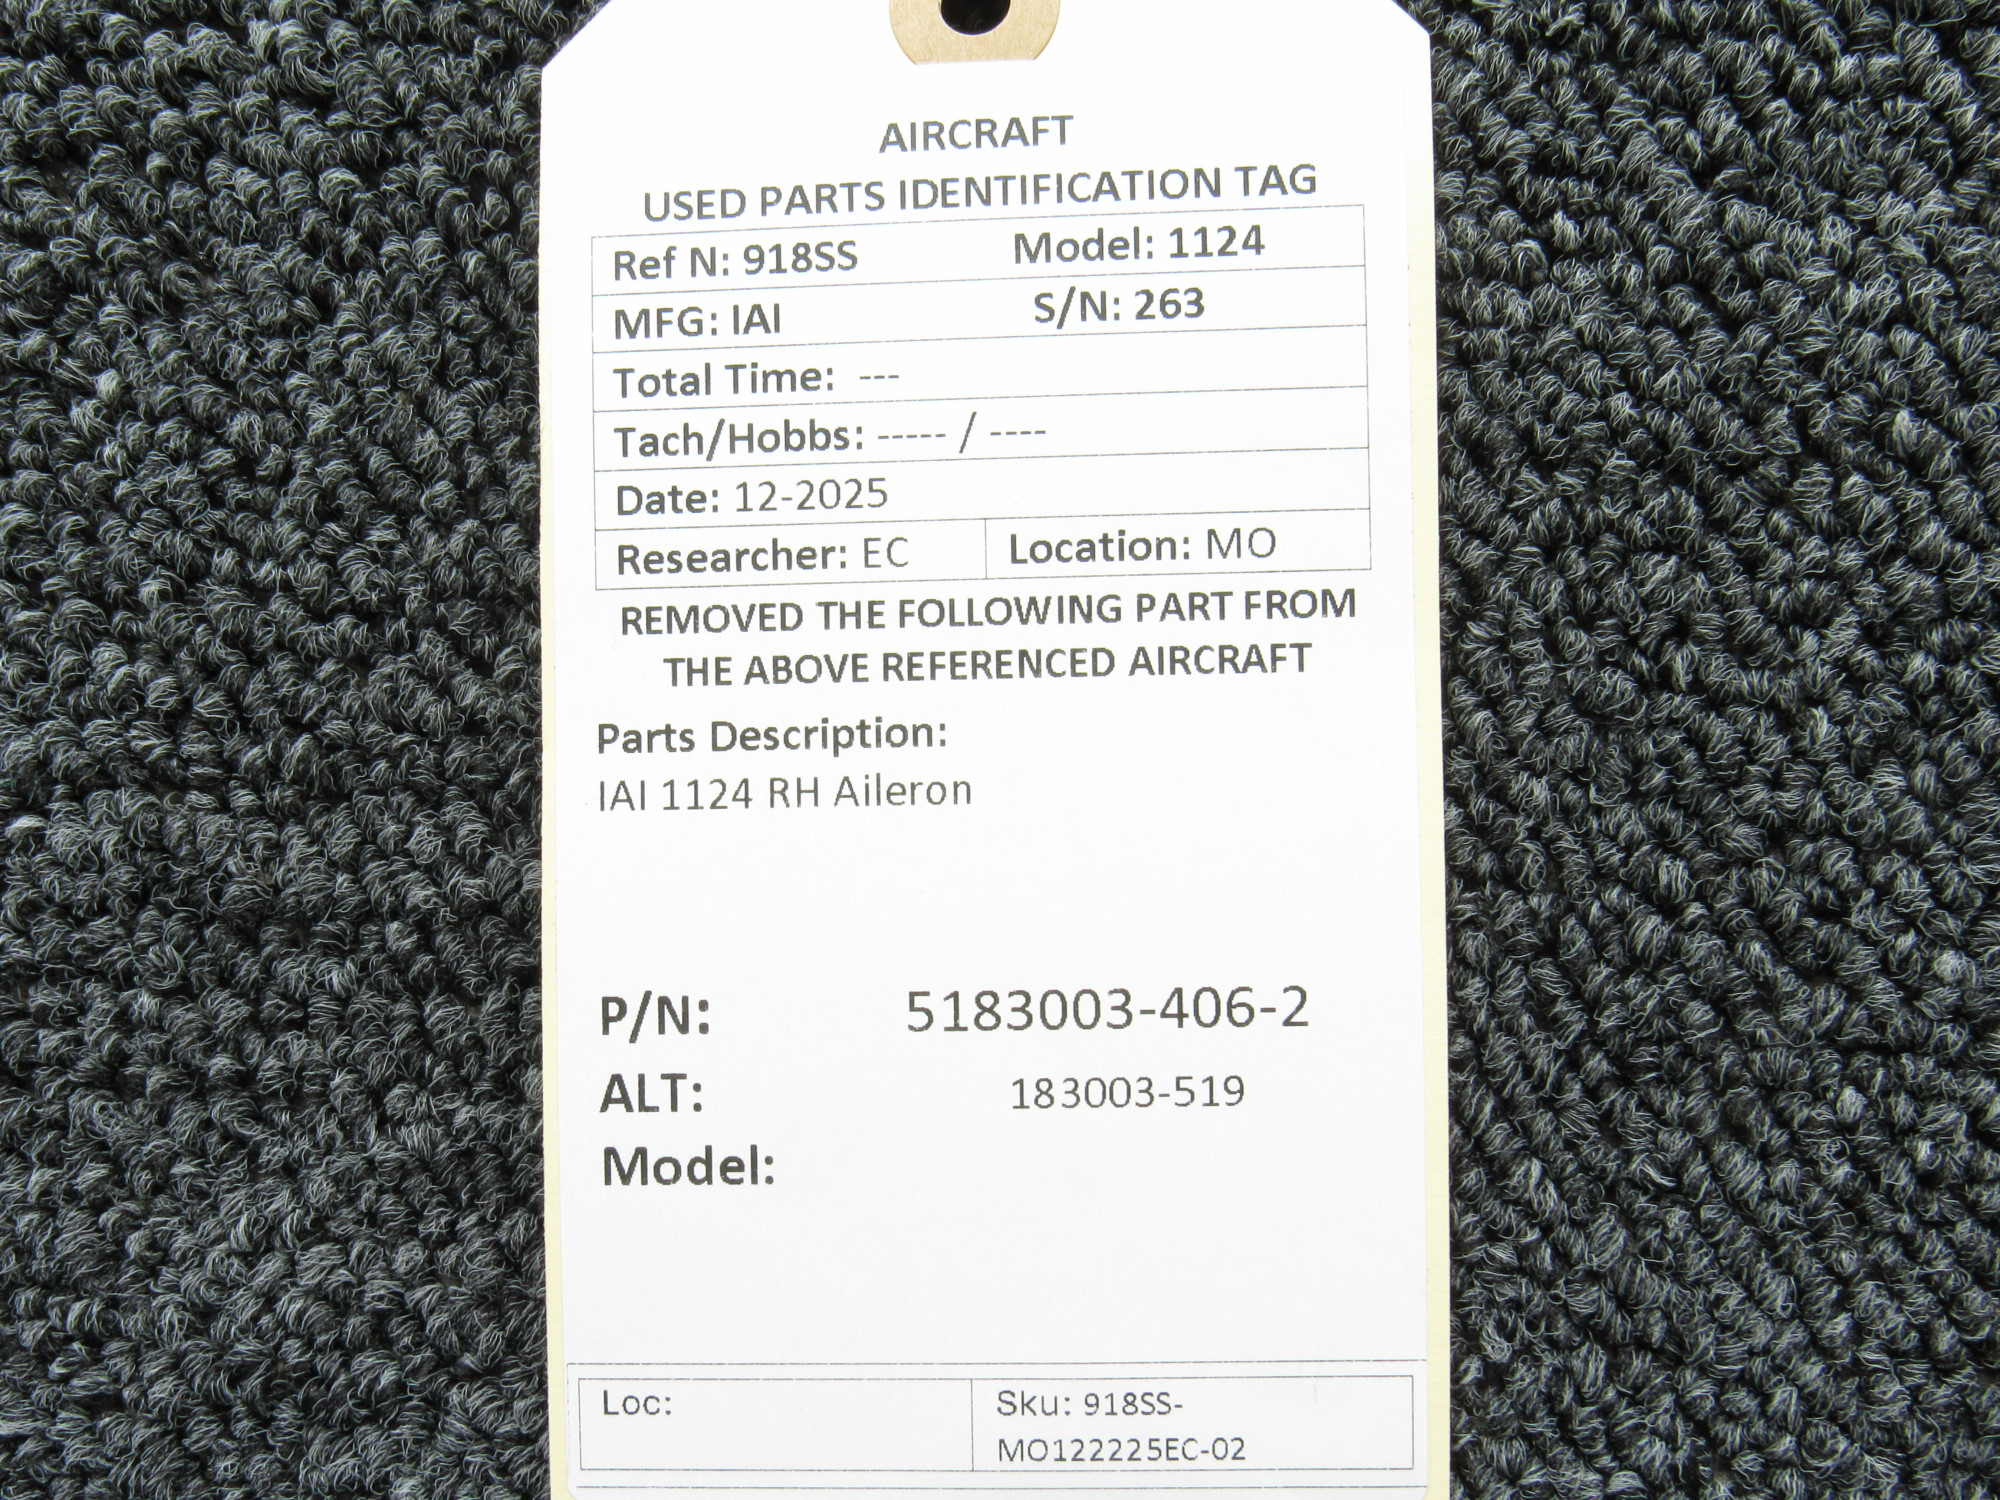 AIRCRAFT
USED PARTS IDENTIFICATION TAG
Ref N: 918SS Model: 1124
MFG: IAI S/N: 263
Total Time: ---
Tach/Hobbs: ----- / ----
Date: 12-2025
Researcher: EC Location: MO
REMOVED THE FOLLOWING PART FROM
THE ABOVE REFERENCED AIRCRAFT
Parts Description:
IAI 1124 RH Aileron
P/N: 5183003-406-2
ALT: 183003-519
Model:
Loc: Sku: 918SS-
MO122225EC-02